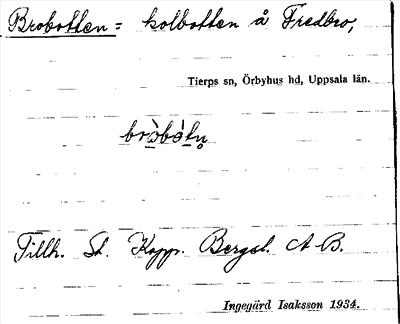 Brobotten = kolbotten å Fredbro,
Tierps sn, Örbyhus hd, Uppsala län.
Tillh. St. Kopp. Bergsl. A-B.
Ingegärd Isaksson 1934.